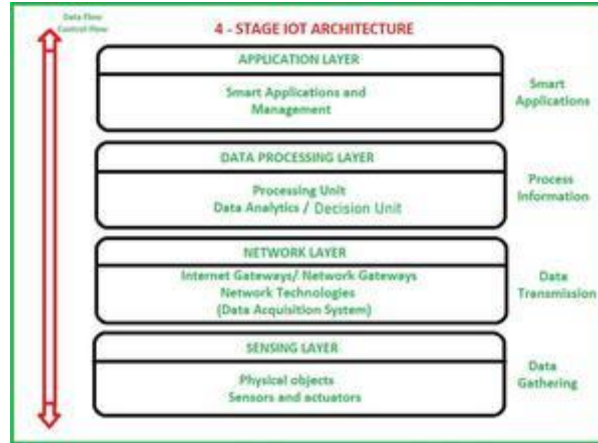 Data Flow
Control Flow
4 - STAGE IOT ARCHITECTURE
APPLICATION LAYER
Smart Applications and
Management
Smart
Applications
DATA PROCESSING LAYER
Processing Unit
Data Analytics / Decision Unit
Process
Information
NETWORK LAYER
Internet Gateways/ Network Gateways
Network Technologies
(Data Acquisition System)
Data
Transmission
SENSING LAYER
Physical objects
Sensors and actuators
Data
Gathering